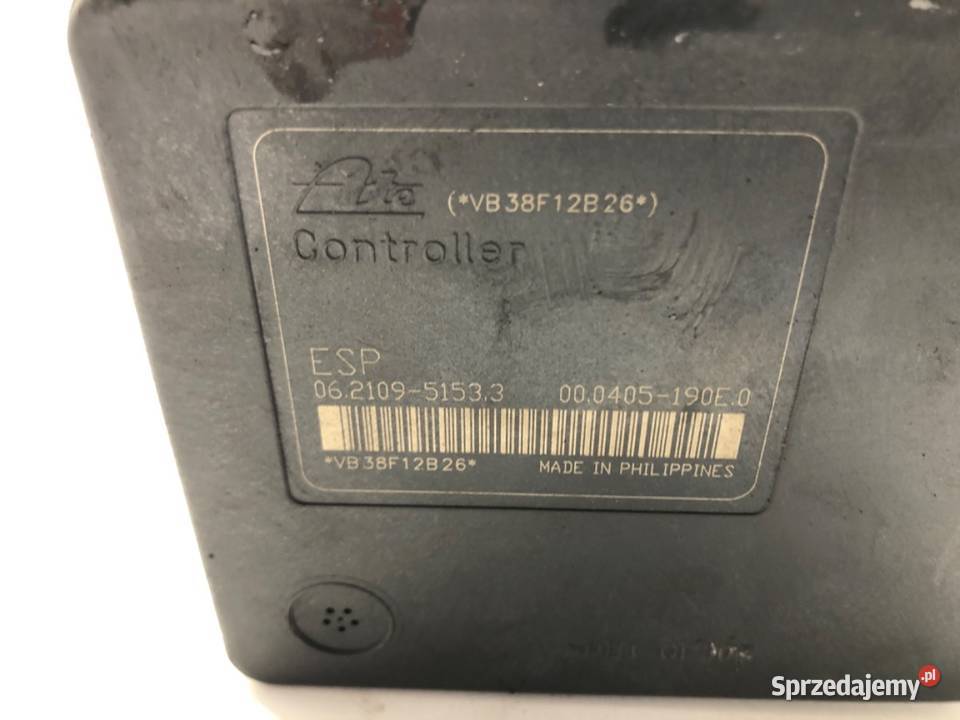 Ate (*VB38F12B26*)
Controller
ESP
06.2109-5153.3 00.0405-190E.0
*VB38F12B26* MADE IN PHILIPPINES
Sprzedajemy.pl